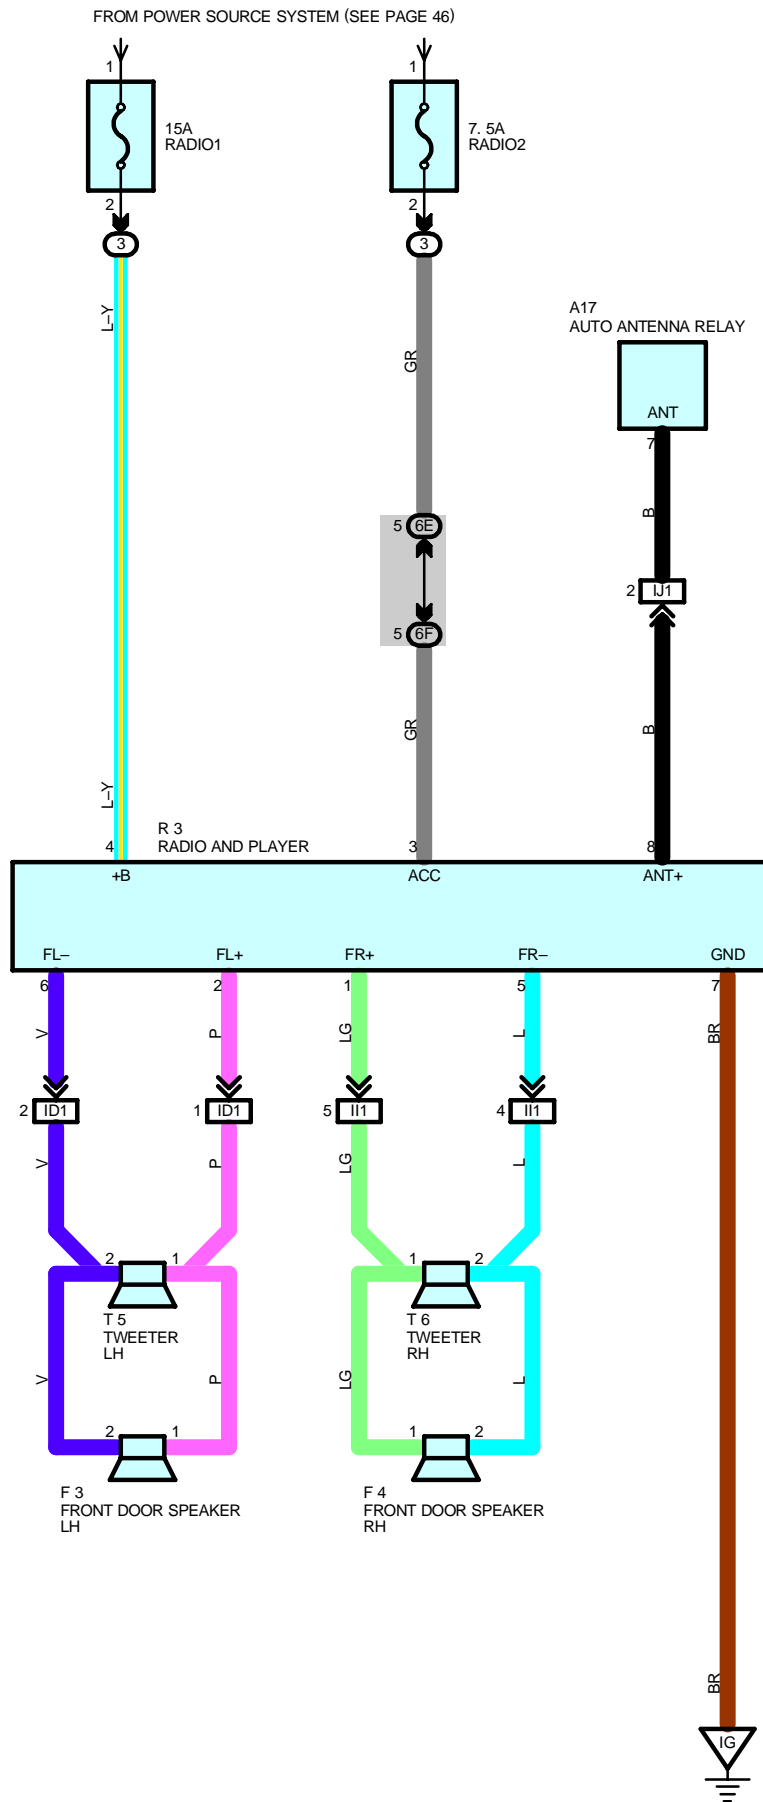 FROM POWER SOURCE SYSTEM (SEE PAGE 46)
1
1
15A
RADIO1
7. 5A
RADIO2
2
2
3
3
L–Y
GR
A17
AUTO ANTENNA RELAY
ANT
7
B
5 6E
2 IJ1
5 6F
GR
B
L–Y
R 3
RADIO AND PLAYER
4
3
8
+B
ACC
ANT+
FL–
FL+
FR+
FR–
GND
6
2
1
5
7
V
P
LG
L
BR
2 ID1
1 ID1
5 II1
4 II1
V
P
LG
L
2
1
1
2
T 5
TWEETER
LH
T 6
TWEETER
RH
V
P
LG
L
2
1
1
2
F 3
FRONT DOOR SPEAKER
LH
F 4
FRONT DOOR SPEAKER
RH
BR
IG